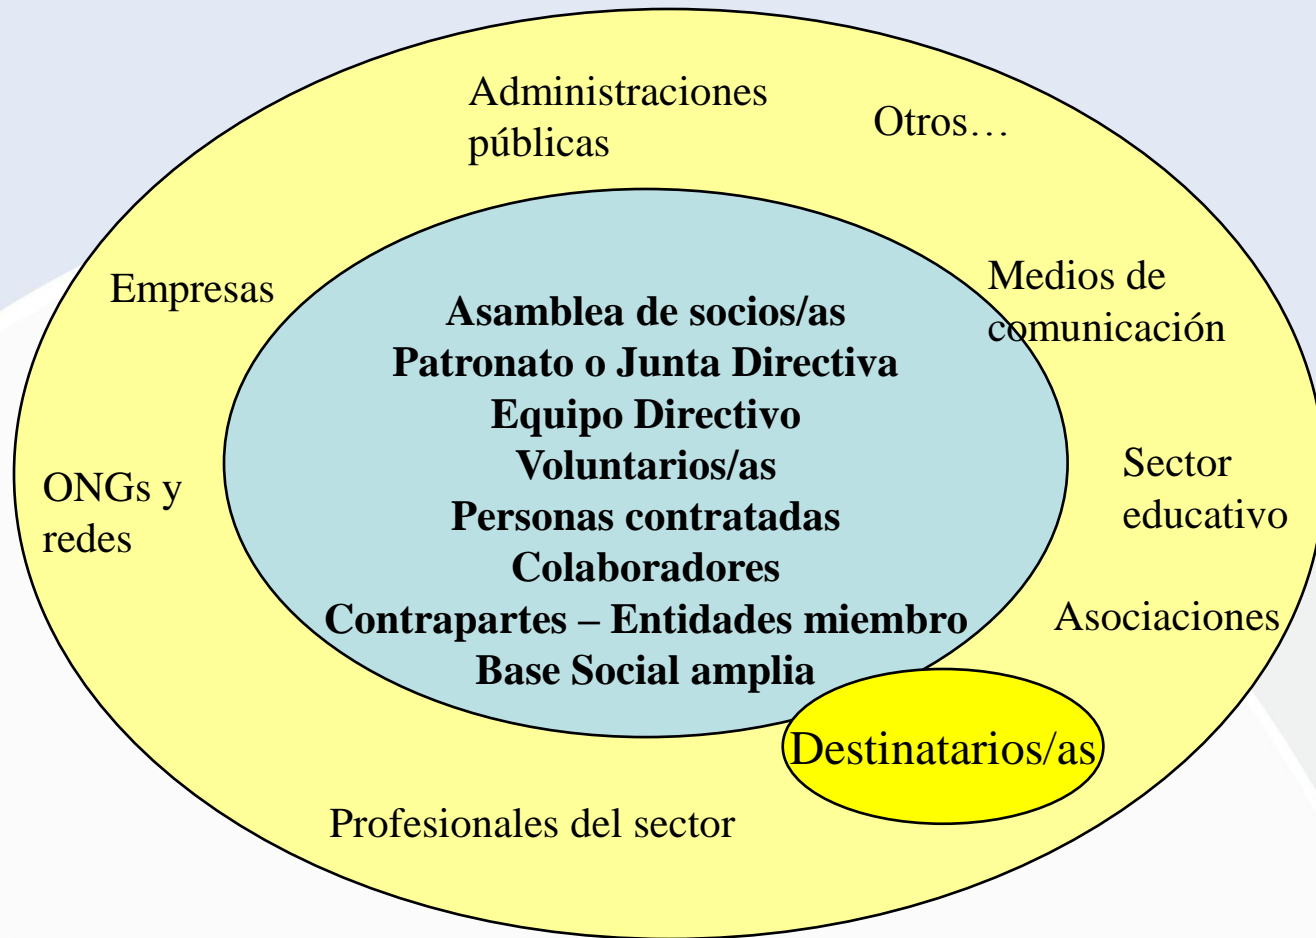 Administraciones
públicas
Otros…
Empresas
Medios de
comunicación
Asamblea de socios/as
Patronato o Junta Directiva
Equipo Directivo
Voluntarios/as
Personas contratadas
Colaboradores
Contrapartes – Entidades miembro
Base Social amplia
ONGs y
redes
Sector
educativo
Asociaciones
Destinatarios/as
Profesionales del sector